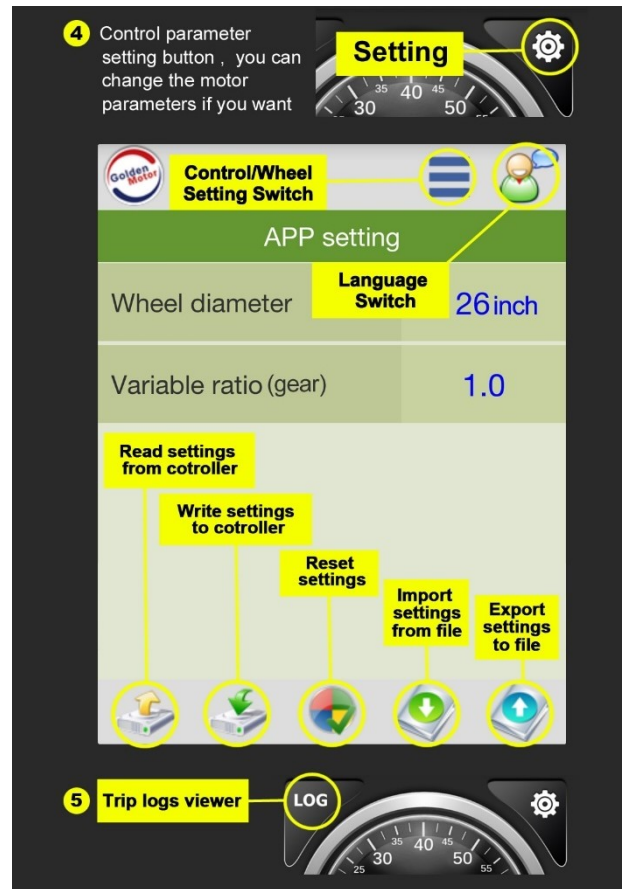 4 Control parameter
setting button , you can
change the motor
parameters if you want
Setting
30 35 40 45 50 55
Golden
Motor
Control/Wheel
Setting Switch
APP setting
Language
Switch
Wheel diameter 26inch
Variable ratio (gear) 1.0
Read settings
from cotroller
Write settings
to cotroller
Reset
settings
Import
settings
from file
Export
settings
to file
5 Trip logs viewer LOG
25 30 35 40 45 50 55